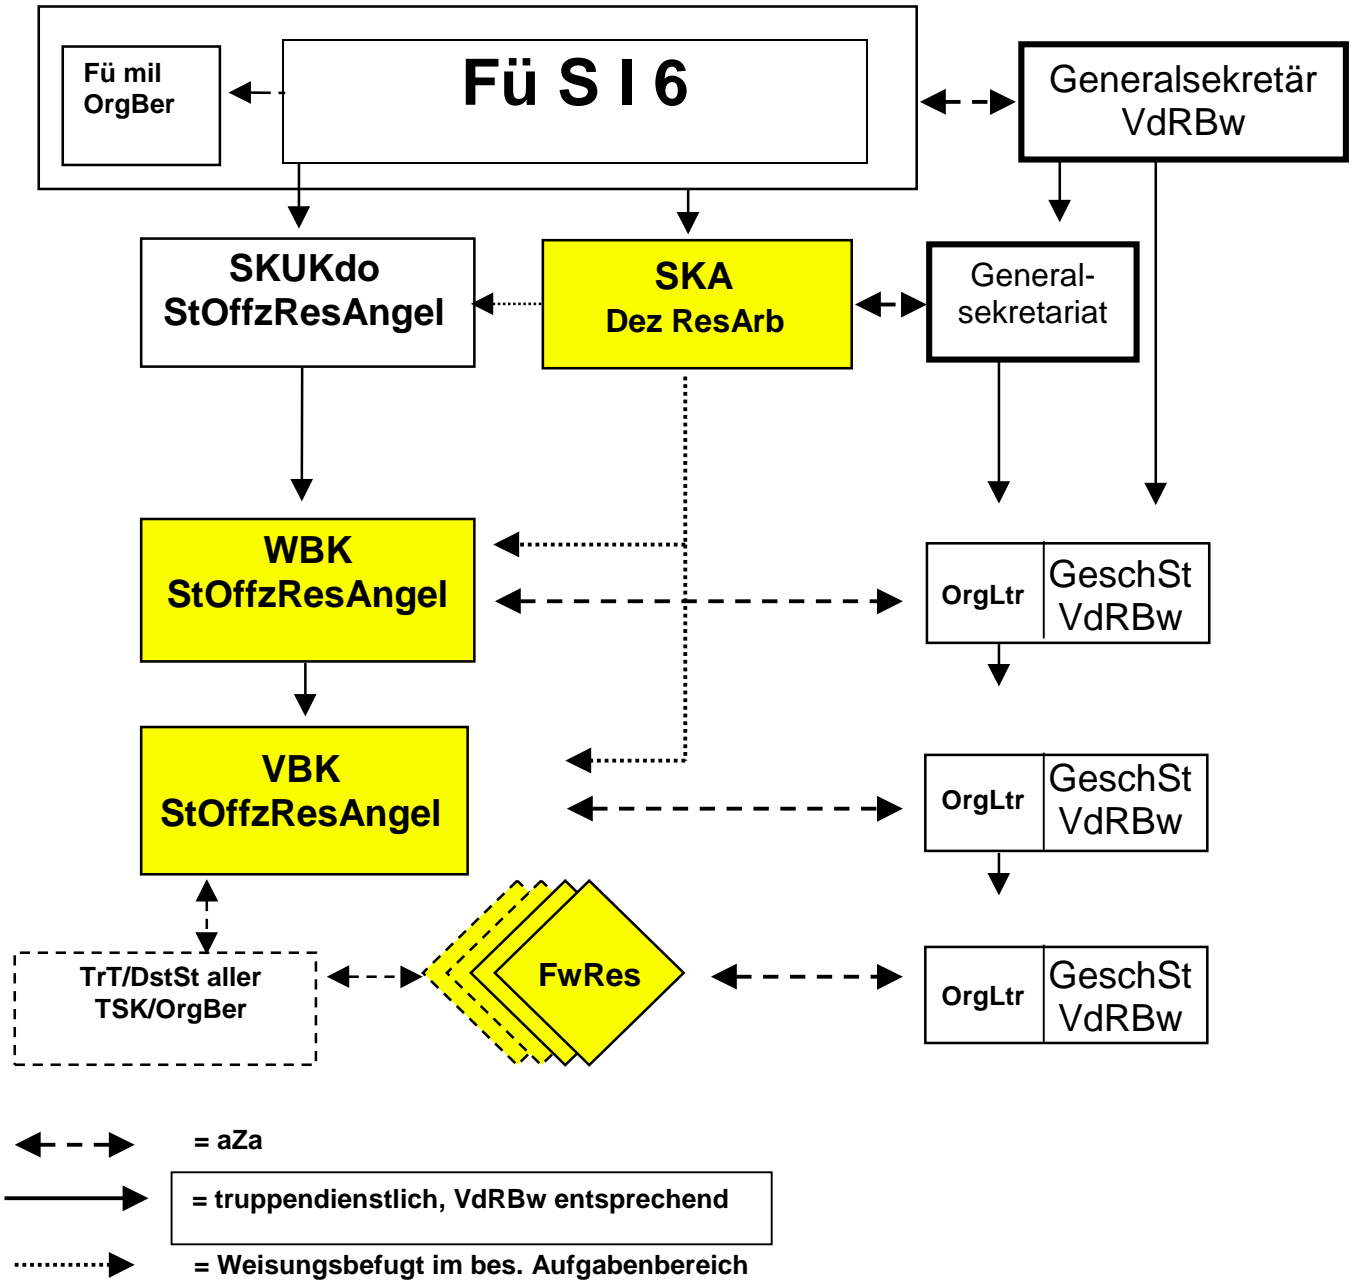 Fü mil
OrgBer
Fü S I 6
Generalsekretär
VdRBw
SKUKdo
StOffzResAngel
SKA
Dez ResArb
General-
sekretariat
WBK
StOffzResAngel
OrgLtr
GeschSt
VdRBw
VBK
StOffzResAngel
OrgLtr
GeschSt
VdRBw
TrT/DstSt aller
TSK/OrgBer
FwRes
OrgLtr
GeschSt
VdRBw
= aZa
= truppendienstlich, VdRBw entsprechend
= Weisungsbefugt im bes. Aufgabenbereich